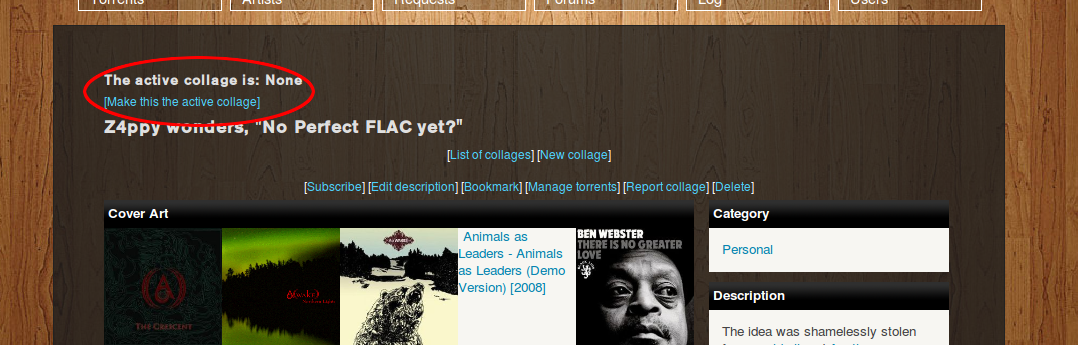 Torrents Artists Requests Forums Log Users
The active collage is: None
[Make this the active collage]
Z4ppy wonders, "No Perfect FLAC yet?"
[List of collages] [New collage]
[Subscribe] [Edit description] [Bookmark] [Manage torrents] [Report collage] [Delete]
Cover Art
THE CRESCENT
Animals as
Leaders - Animals
as Leaders (Demo
Version) [2008]
BEN WEBSTER
THERE IS NO GREATER
LOVE
Category
Personal
Description
The idea was shamelessly stolen